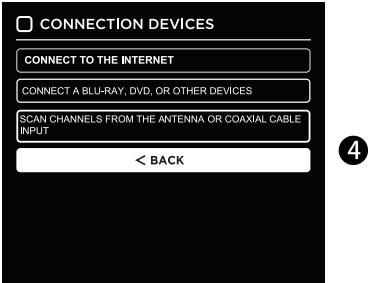 CONNECTION DEVICES
CONNECT TO THE INTERNET
CONNECT A BLU-RAY, DVD, OR OTHER DEVICES
SCAN CHANNELS FROM THE ANTENNA OR COAXIAL CABLE
INPUT
< BACK
4